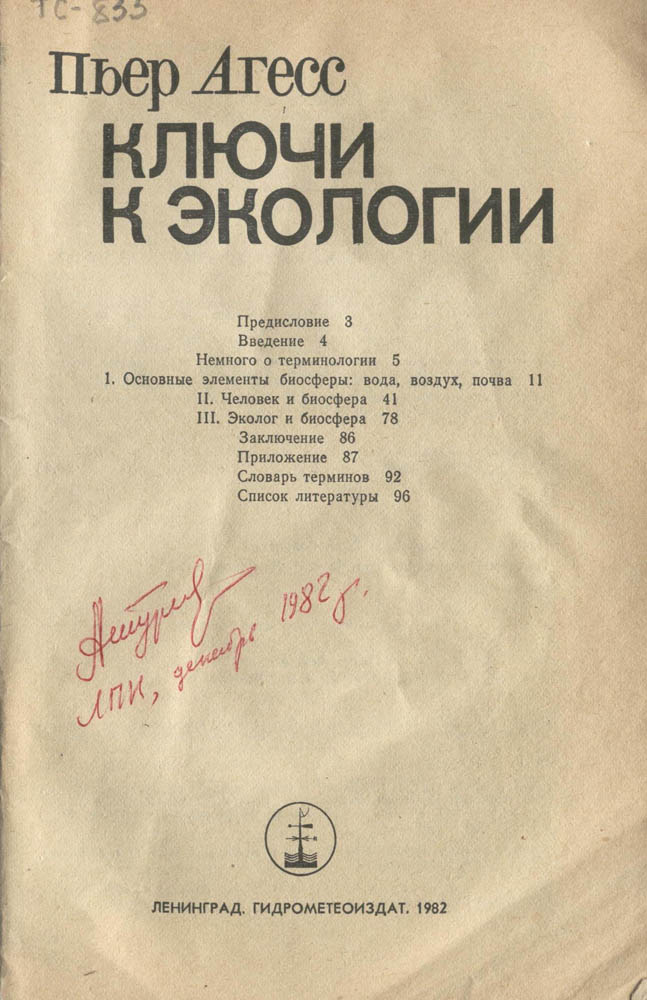 ТС-833
Пьер Агесс
КЛЮЧИ
К ЭКОЛОГИИ
Предисловие 3
Введение 4
Немного о терминологии 5
I. Основные элементы биосферы: вода, воздух, почва 11
II. Человек и биосфера 41
III. Эколог и биосфера 78
Заключение 86
Приложение 87
Словарь терминов 92
Список литературы 96
ЛПИ, декабрь 1982 г.
ЛЕНИНГРАД. ГИДРОМЕТЕОИЗДАТ. 1982